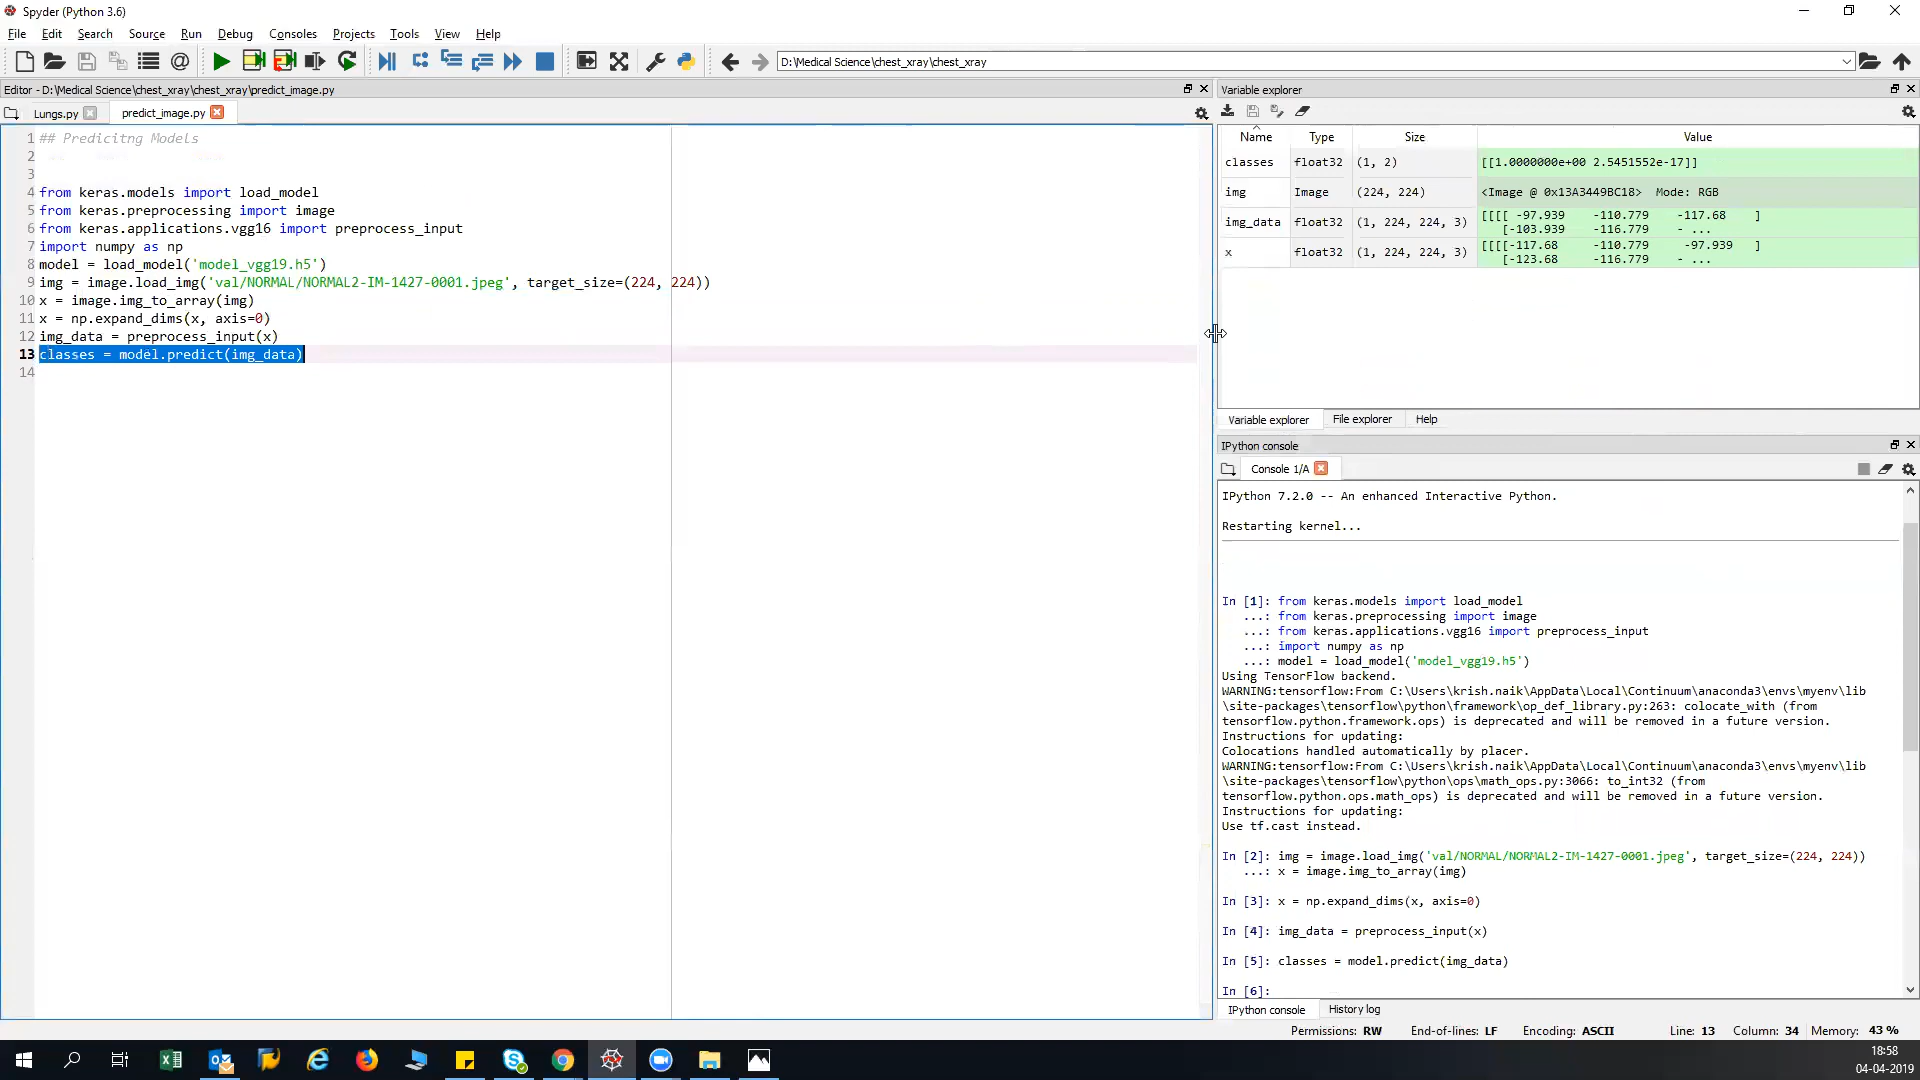 Spyder (Python 3.6)
File Edit Search Source Run Debug Consoles Projects Tools View Help
D:\Medical Science\chest_xray\chest_xray
Editor - D:\Medical Science\chest_xray\chest_xray\predict_image.py
Lungs.py predict_image.py
1 ## Predicitng Models
2
3
4 from keras.models import load_model
5 from keras.preprocessing import image
6 from keras.applications.vgg16 import preprocess_input
7 import numpy as np
8 model = load_model('model_vgg19.h5')
9 img = image.load_img('val/NORMAL/NORMAL2-IM-1427-0001.jpeg', target_size=(224, 224))
10 x = image.img_to_array(img)
11 x = np.expand_dims(x, axis=0)
12 img_data = preprocess_input(x)
13 classes = model.predict(img_data)
14
Variable explorer
Name Type Size Value
classes float32 (1, 2) [[1.0000000e+00 2.5451552e-17]]
img Image (224, 224) <Image @ 0x13A3449BC18> Mode: RGB
img_data float32 (1, 224, 224, 3) [[[[ -97.939 -110.779 -117.68 ]
[-103.939 -116.779 - ...
x float32 (1, 224, 224, 3) [[[[-117.68 -110.779 -97.939 ]
[-123.68 -116.779 - ...
Variable explorer File explorer Help
IPython console
Console 1/A
IPython 7.2.0 -- An enhanced Interactive Python.
Restarting kernel...
In [1]: from keras.models import load_model
...: from keras.preprocessing import image
...: from keras.applications.vgg16 import preprocess_input
...: import numpy as np
...: model = load_model('model_vgg19.h5')
Using TensorFlow backend.
WARNING:tensorflow:From C:\Users\krish.naik\AppData\Local\Continuum\anaconda3\envs\myenv\lib
\site-packages\tensorflow\python\framework\op_def_library.py:263: colocate_with (from
tensorflow.python.framework.ops) is deprecated and will be removed in a future version.
Instructions for updating:
Colocations handled automatically by placer.
WARNING:tensorflow:From C:\Users\krish.naik\AppData\Local\Continuum\anaconda3\envs\myenv\lib
\site-packages\tensorflow\python\ops\math_ops.py:3066: to_int32 (from
tensorflow.python.ops.math_ops) is deprecated and will be removed in a future version.
Instructions for updating:
Use tf.cast instead.
In [2]: img = image.load_img('val/NORMAL/NORMAL2-IM-1427-0001.jpeg', target_size=(224, 224))
...: x = image.img_to_array(img)
In [3]: x = np.expand_dims(x, axis=0)
In [4]: img_data = preprocess_input(x)
In [5]: classes = model.predict(img_data)
In [6]:
IPython console History log
Permissions: RW End-of-lines: LF Encoding: ASCII Line: 13 Column: 34 Memory: 43 %
18:58
04-04-2019